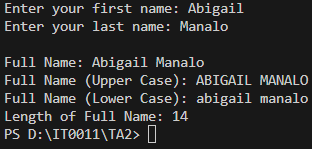 Enter your first name: Abigail
Enter your last name: Manalo
Full Name: Abigail Manalo
Full Name (Upper Case): ABIGAIL MANALO
Full Name (Lower Case): abigail manalo
Length of Full Name: 14
PS D:\IT0011\TA2>